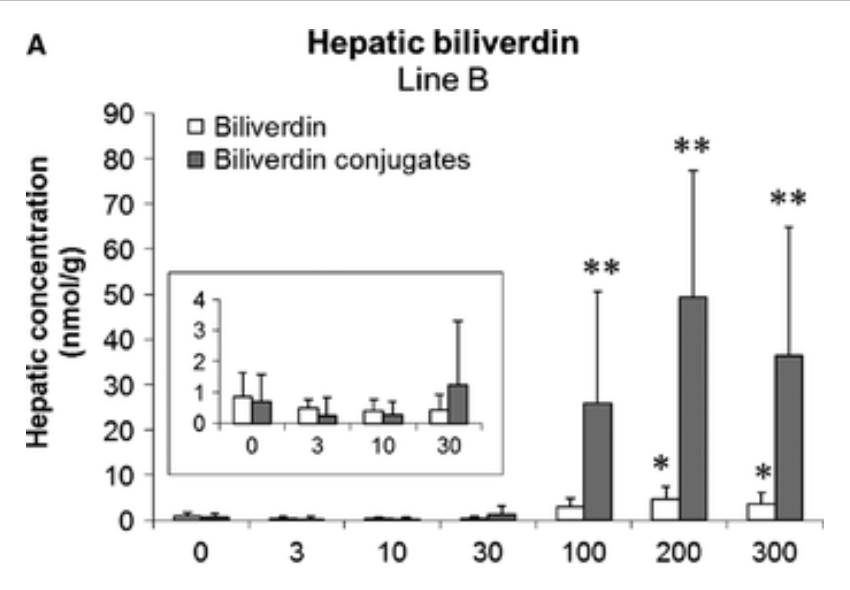 A
Hepatic biliverdin
Line B
Hepatic concentration
(nmol/g)
90
80
70
60
50
40
30
20
10
0
Biliverdin
Biliverdin conjugates
**
**
**
*
*
4
3
2
1
0
0 3 10 30
0 3 10 30 100 200 300